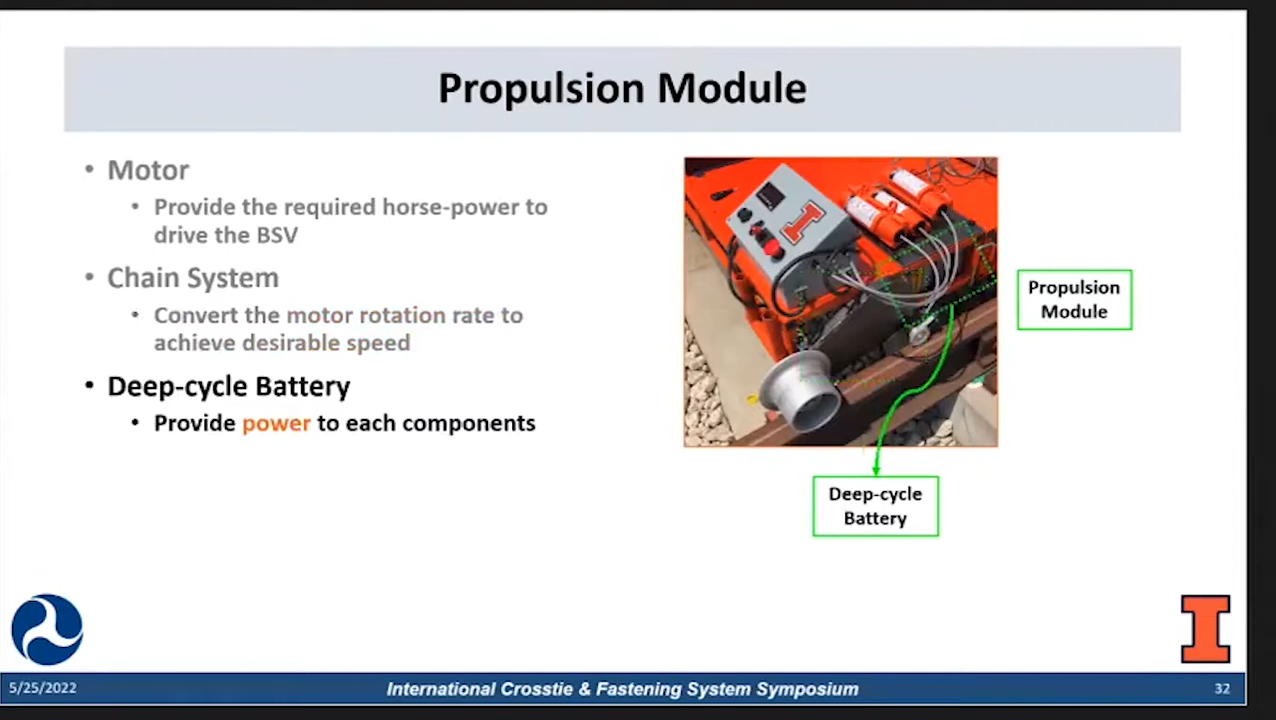 Propulsion Module
• Motor
• Provide the required horse-power to
drive the BSV
• Chain System
• Convert the motor rotation rate to
achieve desirable speed
• Deep-cycle Battery
• Provide power to each components
I
Propulsion
Module
Deep-cycle
Battery
I
5/25/2022
International Crosstie & Fastening System Symposium
32